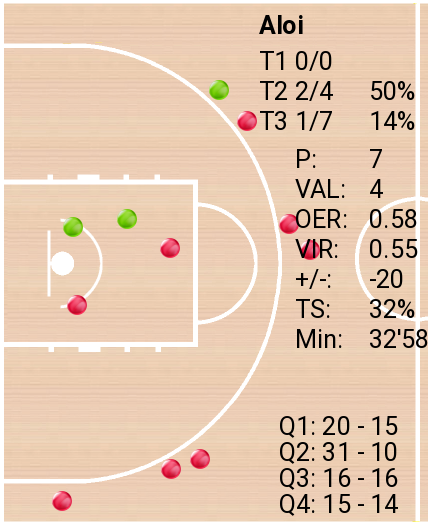 Aloi
T1 0/0
T2 2/4 50%
T3 1/7 14%
P: 7
VAL: 4
OER: 0.58
VIR: 0.55
+/-: -20
TS: 32%
Min: 32'58
Q1: 20 - 15
Q2: 31 - 10
Q3: 16 - 16
Q4: 15 - 14